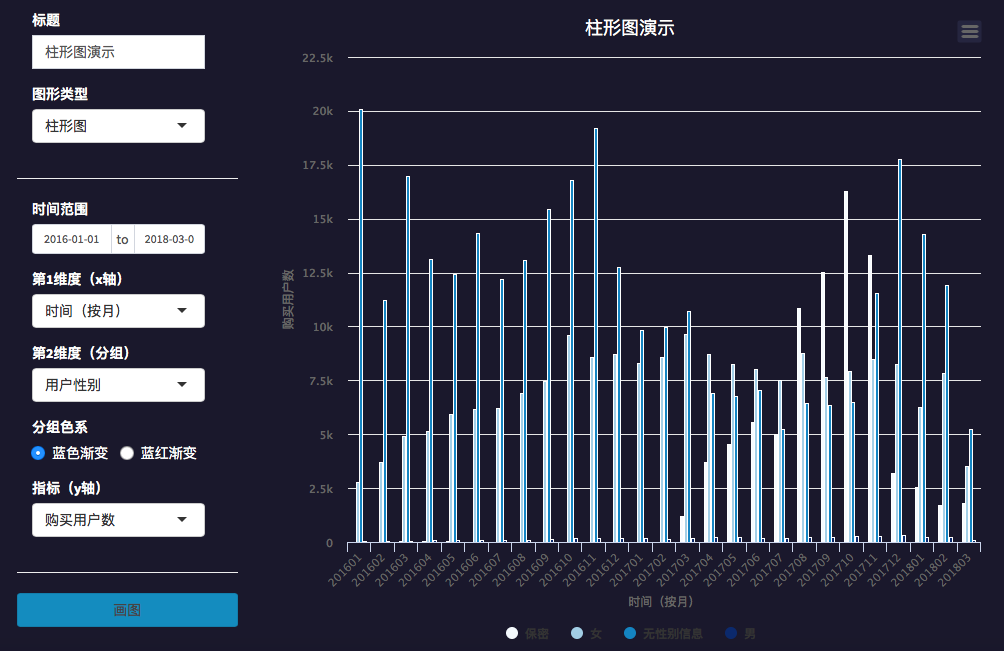 标题
柱形图演示
图形类型
柱形图
时间范围
2016-01-01 to 2018-03-0
第1维度（x轴）
时间（按月）
第2维度（分组）
用户性别
分组色系
蓝色渐变 蓝红渐变
指标（y轴）
购买用户数
画图
柱形图演示
22.5k
20k
17.5k
15k
12.5k
10k
7.5k
5k
2.5k
0
购买用户数
201601 201602 201603 201604 201605 201606 201607 201608 201609 201610 201611 201612 201701 201702 201703 201704 201705 201706 201707 201708 201709 201710 201711 201712 201801 201802 201803
时间（按月）
保密 女 无性别信息 男